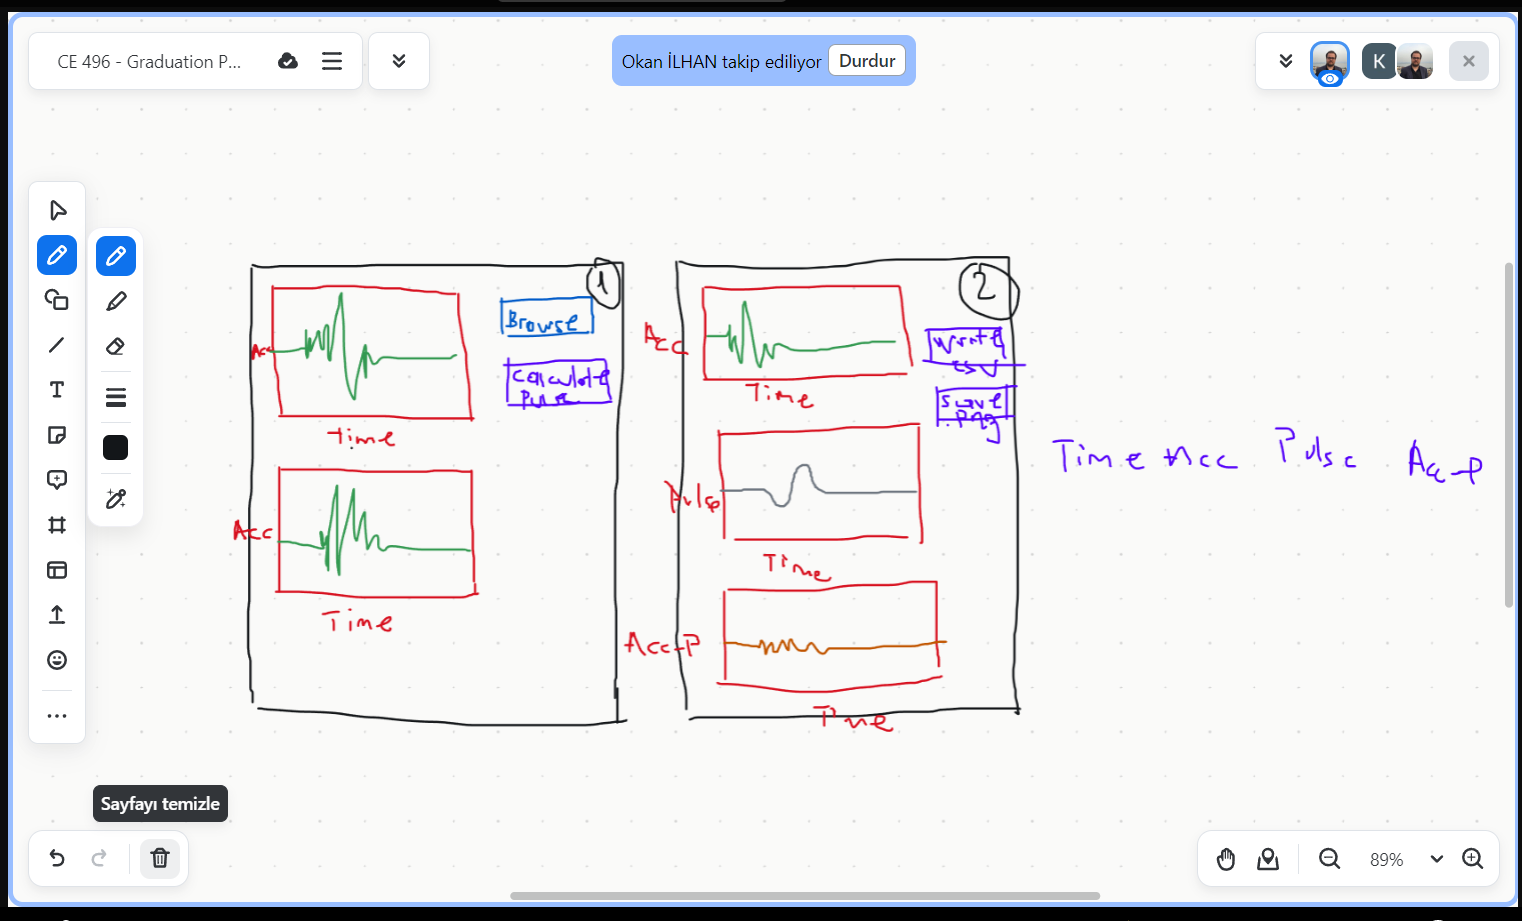 CE 496 - Graduation P...
Okan İLHAN takip ediliyor
Durdur
K
1
Browse
Calculate
Pulse
Acc
Time
Acc
Time
2
Write
csv
save
.png
Acc
Time
Pulse
Time
Acc-P
Time
Time Acc Pulse Acc-P
Sayfayı temizle
89%